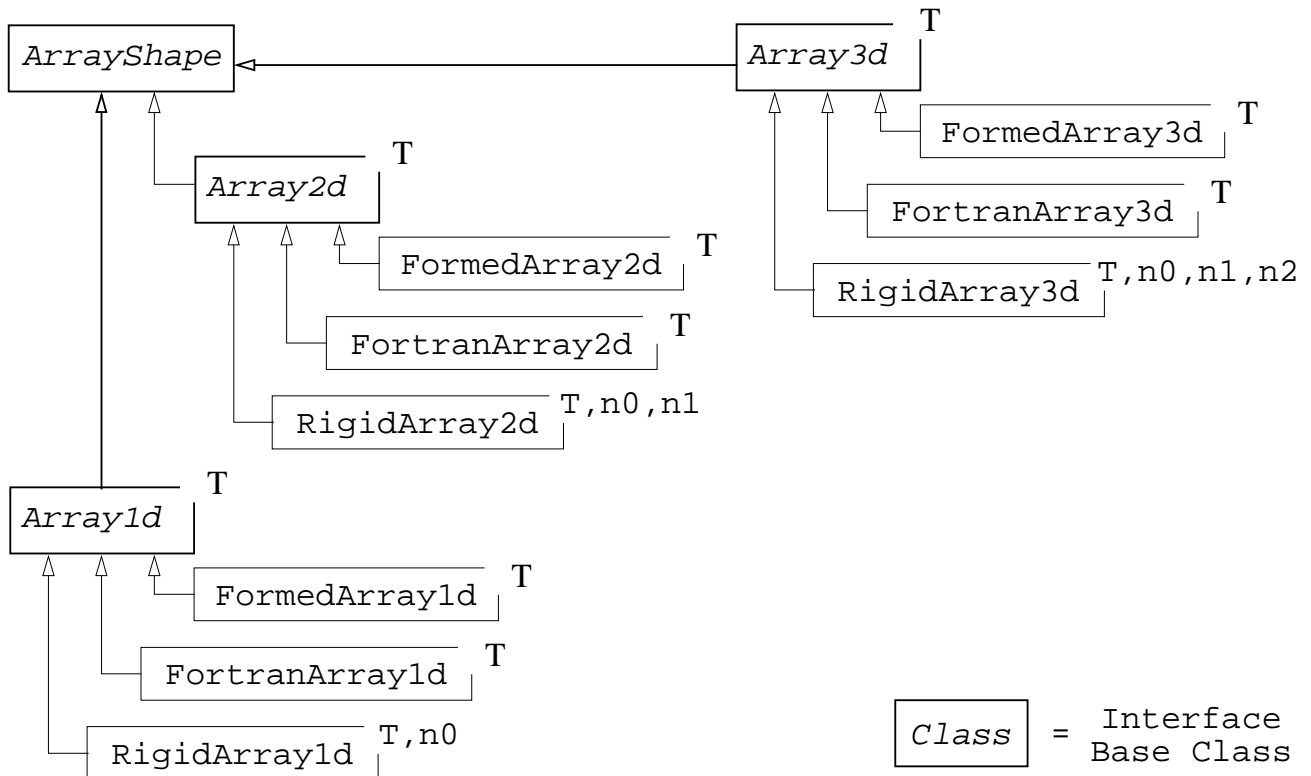 ArrayShape
Array3d T
FormedArray3d T
Array2d T
FortranArray3d T
FormedArray2d T
RigidArray3d T,n0,n1,n2
FortranArray2d T
RigidArray2d T,n0,n1
Array1d T
FormedArray1d T
FortranArray1d T
RigidArray1d T,n0
Class = Interface
Base Class